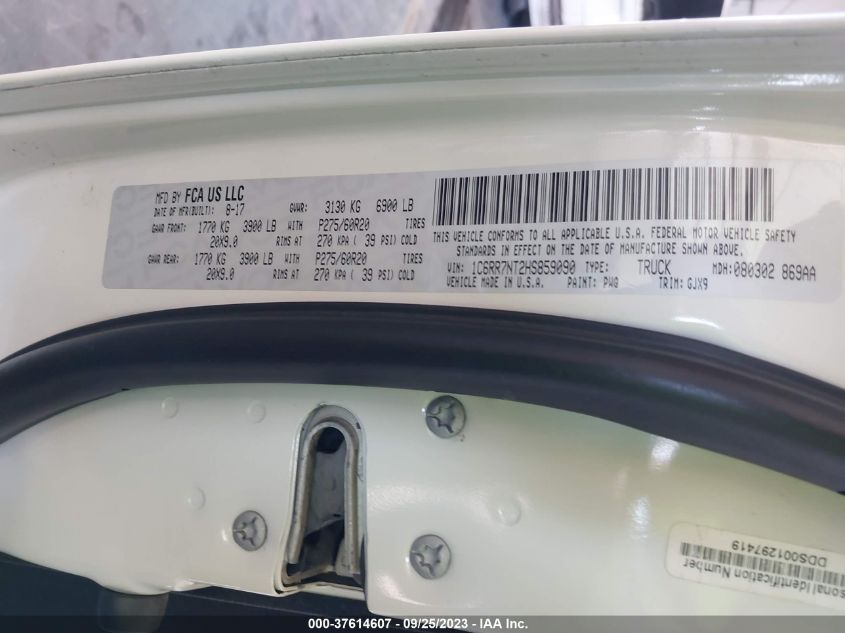 MFD BY FCA US LLC
DATE OF MFR(BUILT): 8-17 GVWR: 3130 KG 6900 LB
GAWR FRONT: 1770 KG 3900 LB WITH P275/60R20 TIRES
20X9.0 RIMS AT 270 KPA ( 39 PSI) COLD
GAWR REAR: 1770 KG 3900 LB WITH P275/60R20 TIRES
20X9.0 RIMS AT 270 KPA ( 39 PSI) COLD
THIS VEHICLE CONFORMS TO ALL APPLICABLE U.S.A. FEDERAL MOTOR VEHICLE SAFETY
STANDARDS IN EFFECT ON THE DATE OF MANUFACTURE SHOWN ABOVE.
VIN: 1C6RR7NT2HS859090 TYPE: TRUCK MDH: 080302 869AA
VEHICLE MADE IN U.S.A. PAINT: PWG TRIM: GJX9
sonal Identification Number
DDS001297419
000-37614607 - 09/25/2023 - IAA Inc.